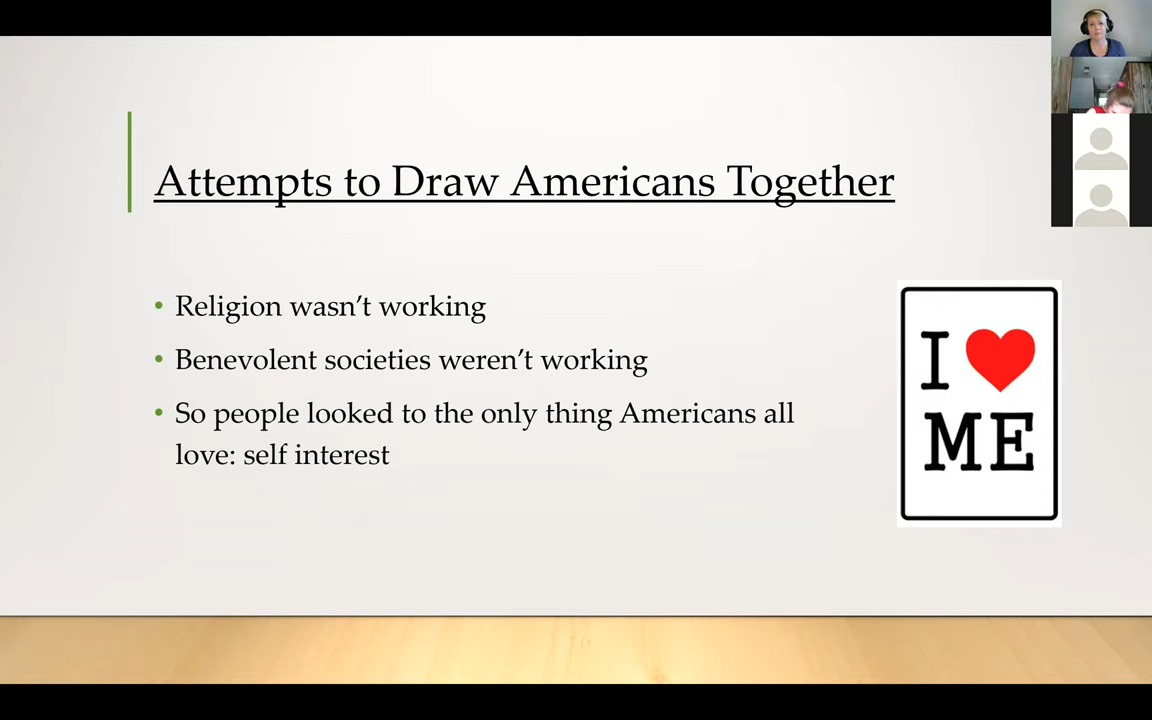 Attempts to Draw Americans Together
• Religion wasn’t working
• Benevolent societies weren’t working
• So people looked to the only thing Americans all
love: self interest
I ♥
ME